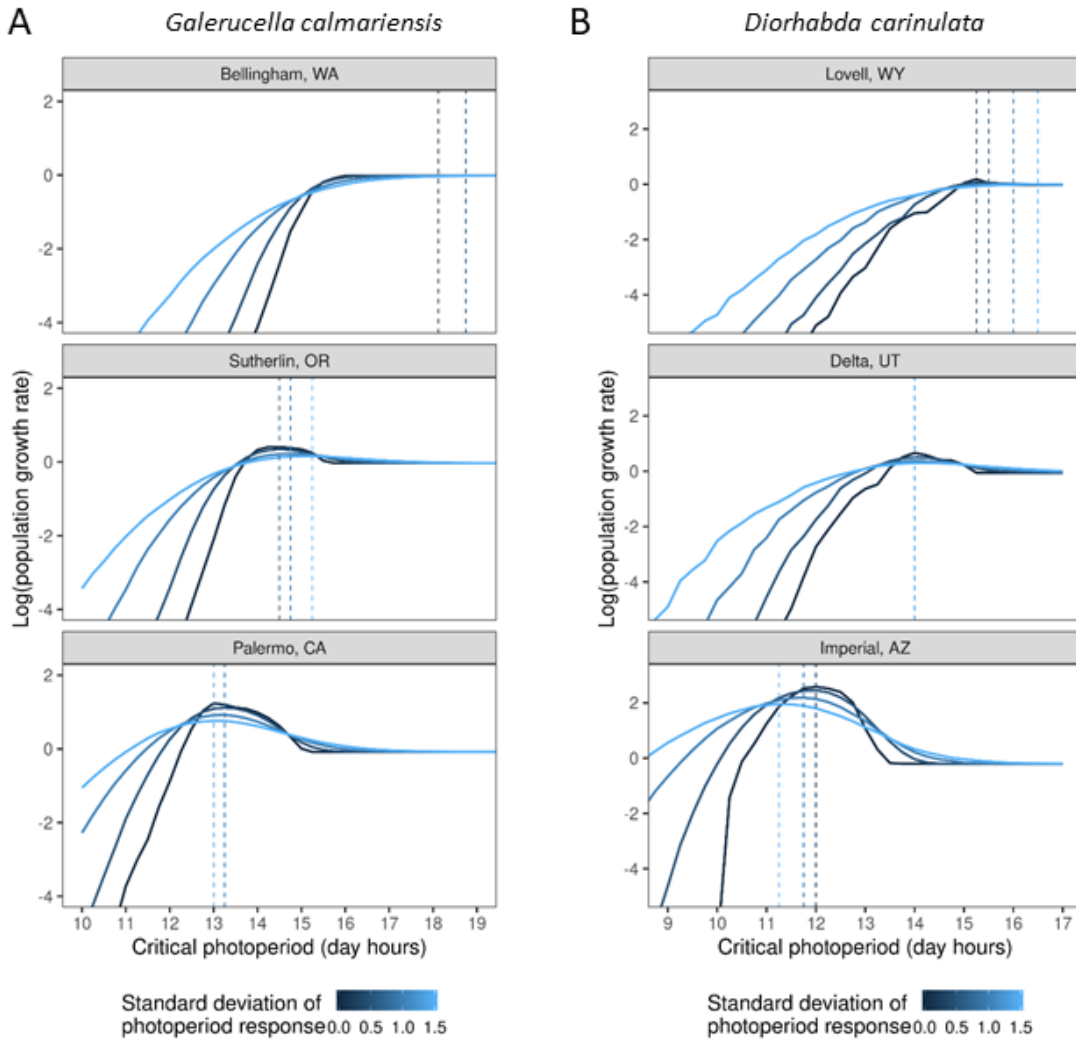 A
Galerucella calmariensis
Bellingham, WA
2
0
-2
-4
Sutherlin, OR
2
0
-2
-4
Palermo, CA
2
0
-2
-4
10 11 12 13 14 15 16 17 18 19
Log(population growth rate)
Critical photoperiod (day hours)
Standard deviation of
photoperiod response
0.0 0.5 1.0 1.5
B
Diorhabda carinulata
Lovell, WY
2
0
-2
-4
Delta, UT
2
0
-2
-4
Imperial, AZ
2
0
-2
-4
9 10 11 12 13 14 15 16 17
Log(population growth rate)
Critical photoperiod (day hours)
Standard deviation of
photoperiod response
0.0 0.5 1.0 1.5